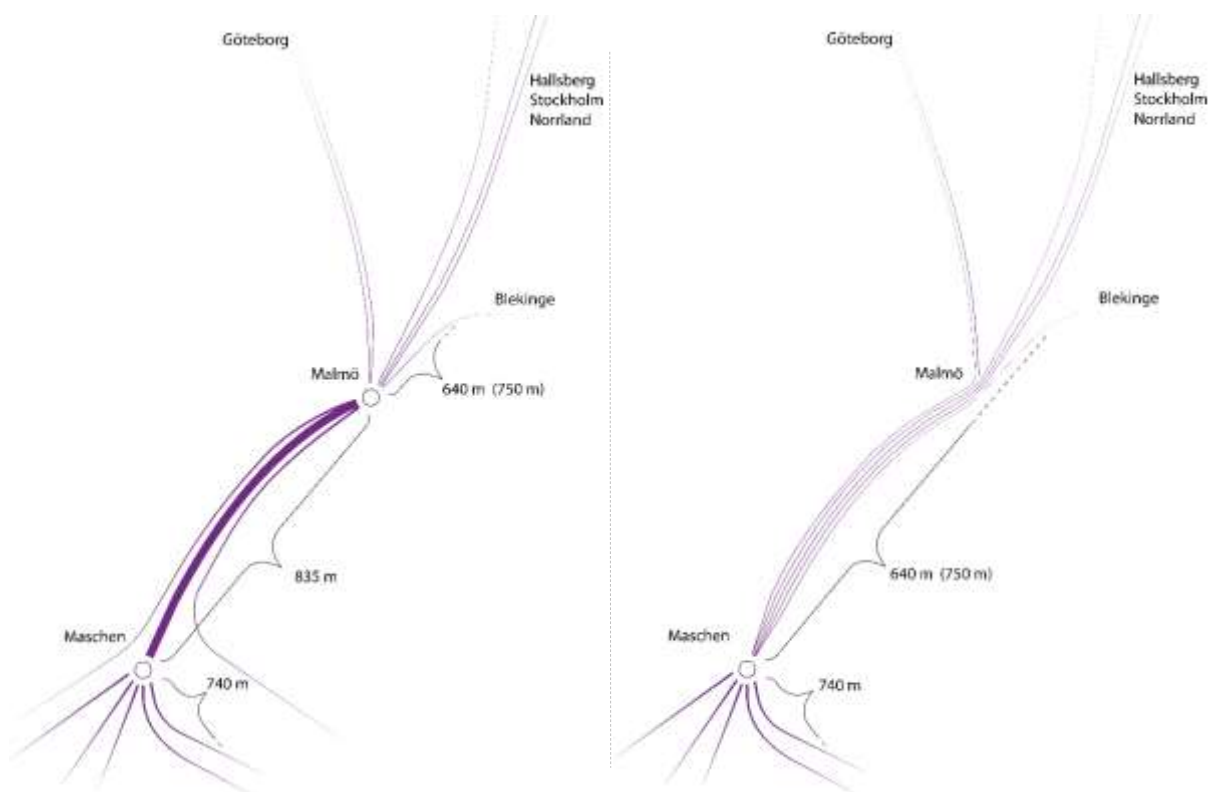 Göteborg
Hallsberg
Stockholm
Norrland
Blekinge
Malmö
640 m (750 m)
835 m
Maschen
740 m
Göteborg
Hallsberg
Stockholm
Norrland
Blekinge
Malmö
640 m (750 m)
Maschen
740 m